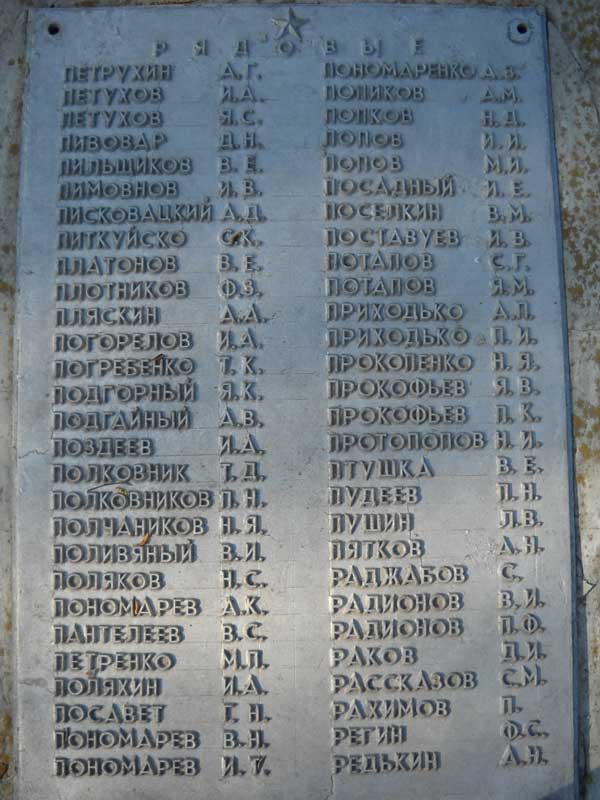 РЯДОВЫЕ
ПЕТРУХИН А.Г.
ПЕТУХОВ И.А.
ПЕТУХОВ Я.С.
ПИВОВАР Д.Н.
ПИЛЬЩИКОВ В.Е.
ПИМОВНОВ И.В.
ПИСКОВАЦКИЙ А.Д.
ПИТКУЙСКО С.К.
ПЛАТОНОВ В.Е.
ПЛОТНИКОВ Ф.З.
ПЛЯСКИН А.А.
ПОГОРЕЛОВ И.А.
ПОГРЕБЕНКО Т.К.
ПОДГОРНЫЙ Я.К.
ПОДГАЙНЫЙ А.В.
ПОЗДЕЕВ И.А.
ПОЛКОВНИК Т.Д.
ПОЛКОВНИКОВ П.Н.
ПОЛЧАНИКОВ Н.Я.
ПОЛИВЯНЫЙ В.И.
ПОЛЯКОВ Н.С.
ПОНОМАРЕВ А.К.
ПАНТЕЛЕЕВ В.С.
ПЕТРЕНКО М.П.
ПОЛЯХИН И.А.
ПОСАВЕТ Г.Н.
ПОНОМАРЕВ В.Н.
ПОНОМАРЕВ И.Т.
ПОНОМАРЕНКО А.В.
ПОПИКОВ А.М.
ПОПКОВ Н.Д.
ПОПОВ И.И.
ПОПОВ М.И.
ПОСАДНЫЙ И.Е.
ПОСЕЛКИН В.М.
ПОСТАВУЕВ И.В.
ПОТАПОВ С.Г.
ПОТАПОВ Я.М.
ПРИХОДЬКО А.П.
ПРИХОДЬКО П.И.
ПРОКОПЕНКО Н.Я.
ПРОКОФЬЕВ Я.В.
ПРОКОФЬЕВ П.К.
ПРОТОПОПОВ Н.И.
ПТУШКА В.Е.
ПУДЕЕВ П.Н.
ПУШИН Л.В.
ПЯТКОВ А.Н.
РАДЖАБОВ С.
РАДИОНОВ В.И.
РАДИОНОВ П.Ф.
РАКОВ Д.И.
РАССКАЗОВ С.М.
РАХИМОВ П.
РЕГИН Ф.С.
РЕДЬКИН А.Н.